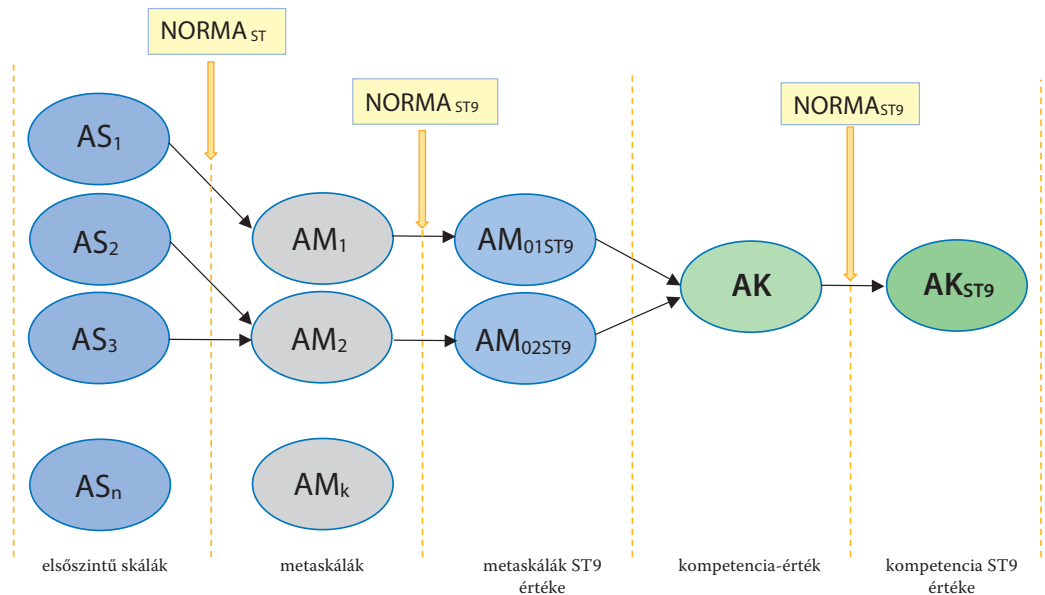 NORMA ST
NORMA ST9
NORMA ST9
AS1
AS2
AS3
ASn
AM1
AM2
AMk
AM01ST9
AM02ST9
AK
AKST9
elsőszintű skálák
metaskálák
metaskálák ST9
értéke
kompetencia-érték
kompetencia ST9
értéke